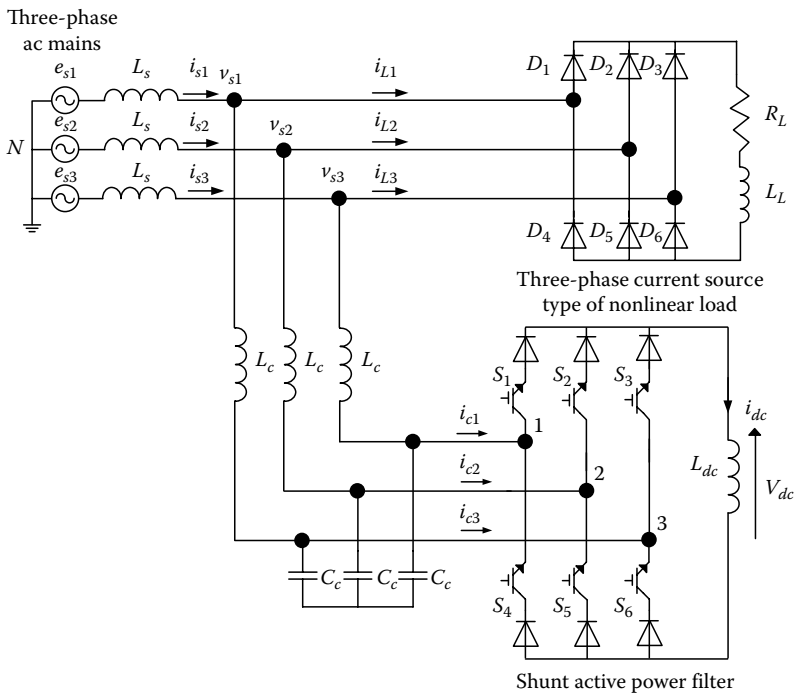 Three-phase
ac mains
e_s1
L_s
i_s1
v_s1
i_L1
D_1
D_2
D_3
R_L
e_s2
L_s
i_s2
v_s2
i_L2
N
e_s3
L_s
i_s3
v_s3
i_L3
L_L
D_4
D_5
D_6
Three-phase current source
type of nonlinear load
L_c
L_c
L_c
S_1
S_2
S_3
i_c1
1
i_dc
i_c2
2
L_dc
V_dc
i_c3
3
C_c
C_c
C_c
S_4
S_5
S_6
Shunt active power filter